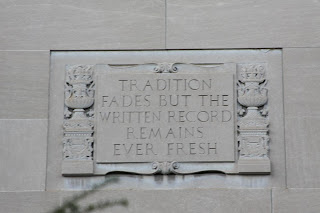 TRADITION
FADES BUT THE
WRITTEN RECORD
REMAINS
EVER FRESH